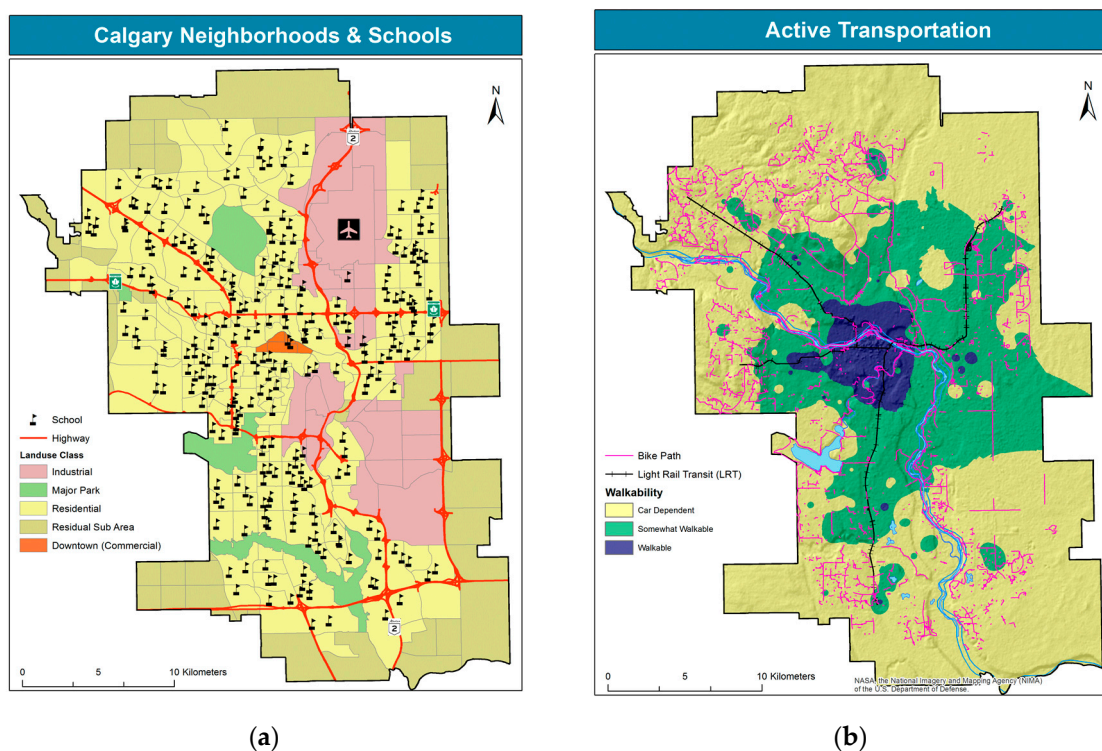 Calgary Neighborhoods & Schools
N
2
School
Highway
Landuse Class
Industrial
Major Park
Residential
Residual Sub Area
Downtown (Commercial)
2
0 5 10 Kilometers
(a)
Active Transportation
N
Bike Path
Light Rail Transit (LRT)
Walkability
Car Dependent
Somewhat Walkable
Walkable
0 5 10 Kilometers
NASA, the National Imagery and Mapping Agency (NIMA)
of the U.S. Department of Defense.
(b)